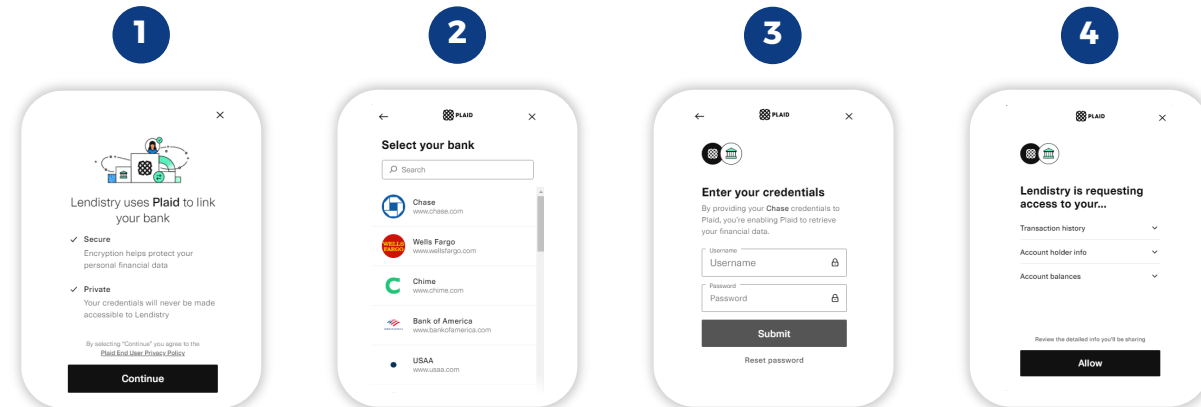 1
2
3
4
Lendistry uses Plaid to link
your bank
Secure
Encryption helps protect your
personal financial data
Private
Your credentials will never be made
accessible to Lendistry
By selecting "Continue" you agree to the
Plaid End User Privacy Policy
Continue
PLAID
Select your bank
Search
Chase
www.chase.com
WELLS
FARGO
Wells Fargo
www.wellsfargo.com
Chime
www.chime.com
Bank of America
www.bankofamerica.com
USAA
www.usaa.com
PLAID
Enter your credentials
By providing your Chase credentials to
Plaid, you're enabling Plaid to retrieve
your financial data.
Username
Username
Password
Password
Submit
Reset password
PLAID
Lendistry is requesting
access to your...
Transaction history
Account holder info
Account balances
Review the detailed info you'll be sharing
Allow